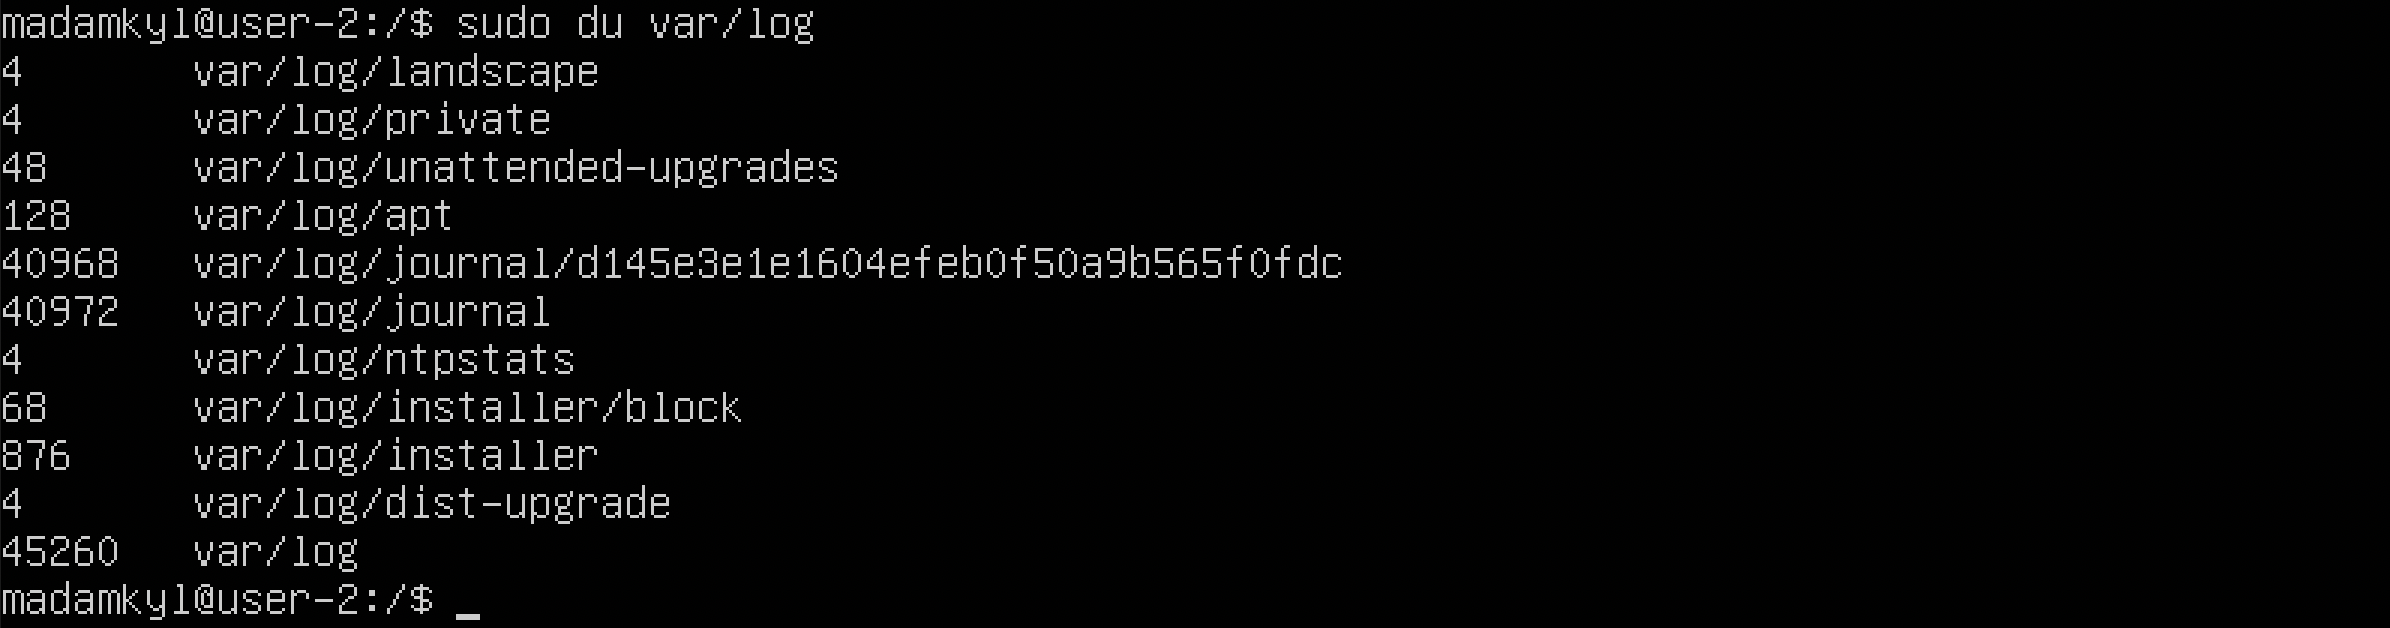 madamkyl@user-2:/$ sudo du var/log
4 var/log/landscape
4 var/log/private
48 var/log/unattended-upgrades
128 var/log/apt
40968 var/log/journal/d145e3e1e1604efeb0f50a9b565f0fdc
40972 var/log/journal
4 var/log/ntpstats
68 var/log/installer/block
876 var/log/installer
4 var/log/dist-upgrade
45260 var/log
madamkyl@user-2:/$ _